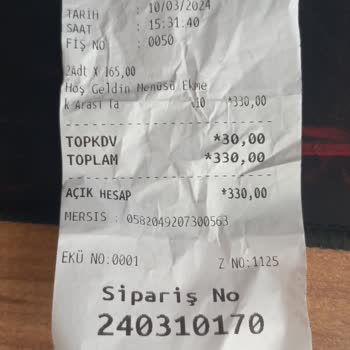 TARİH : 10/03/2024
SAAT : 15:31:40
FİŞ NO : 0050
2Adt X 165,00
Hoş Geldin Menüsü Ekme
k Arası Ta %10 *330,00
TOPKDV *30,00
TOPLAM *330,00
AÇIK HESAP *330,00
MERSIS : 0582049207300563
EKÜ NO:0001 Z NO:1125
Sipariş No
240310170